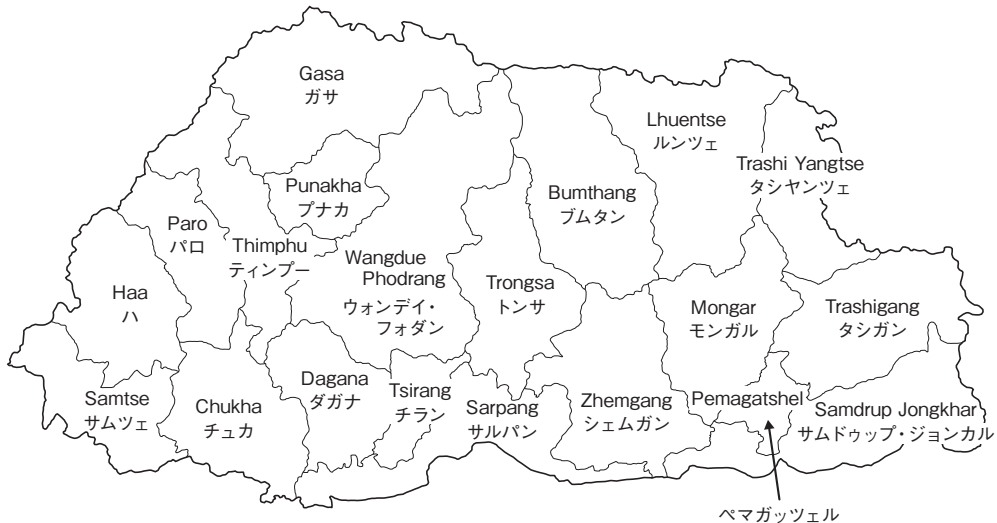 Gasa
ガサ
Lhuentse
ルンツェ
Trashi Yangtse
タシヤンツェ
Punakha
プナカ
Bumthang
ブムタン
Paro
パロ
Thimphu
ティンプー
Wangdue
Phodrang
ウォンデイ・
フォダン
Trongsa
トンサ
Haa
ハ
Mongar
モンガル
Trashigang
タシガン
Samtse
サムツェ
Chukha
チュカ
Dagana
ダガナ
Tsirang
チラン
Sarpang
サルパン
Zhemgang
シェムガン
Pemagatshel
Samdrup Jongkhar
サムドゥップ・ジョンカル
ペマガッツェル